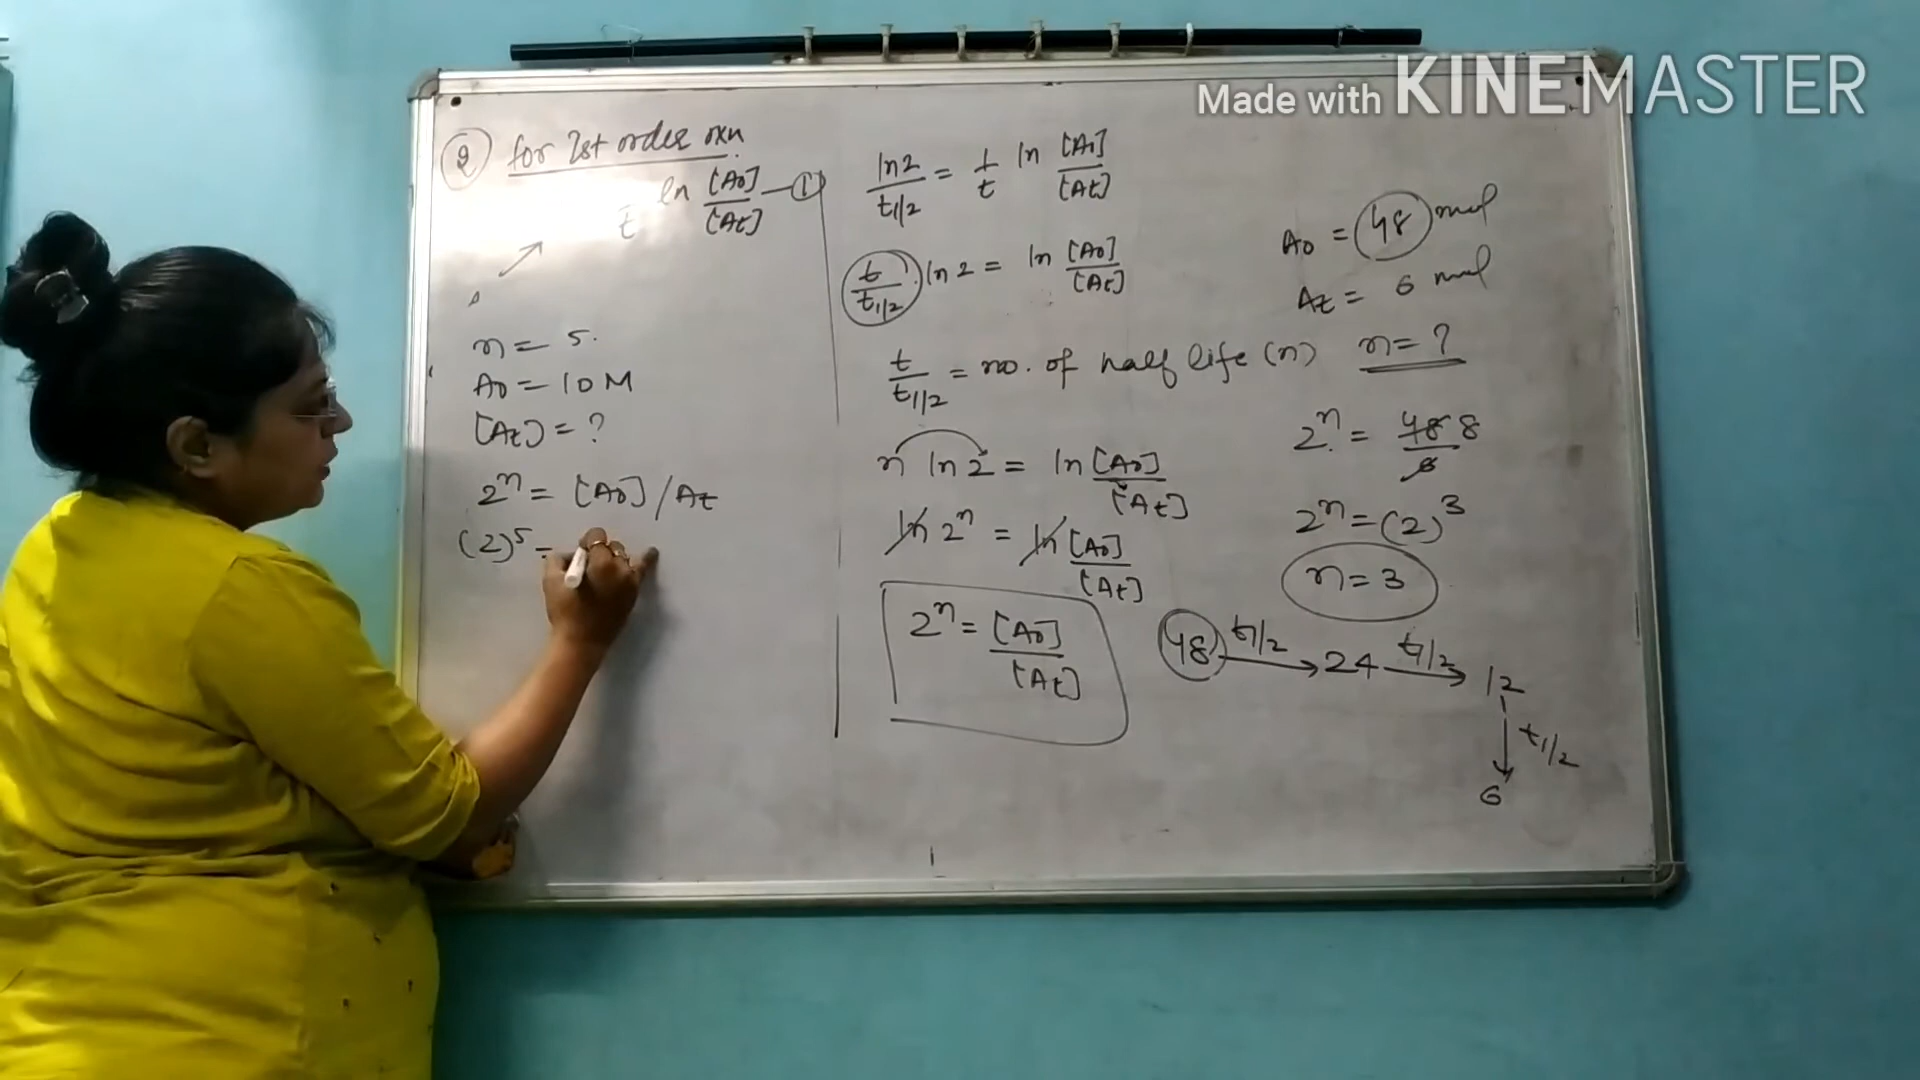 Made with KINEMASTER
② for 1st order rxn
t̄ ln [A0]/[At] —①
n = 5.
A0 = 10 M
[At] = ?
2^n = [A0] / At
(2)^5 =
ln2/t1/2 = 1/t ln [A0]/[At]
t/t1/2 . ln 2 = ln [A0]/[At]
t/t1/2 = no. of half life (n)
n ln 2 = ln [A0]/[At]
ln 2^n = ln [A0]/[At]
2^n = [A0]/[At]
A0 = 48 mol
At = 6 mol
n = ?
2^n = 48/6 8
2^n = (2)^3
n = 3
48 t1/2→ 24 t1/2→ 12
↓ t1/2
6